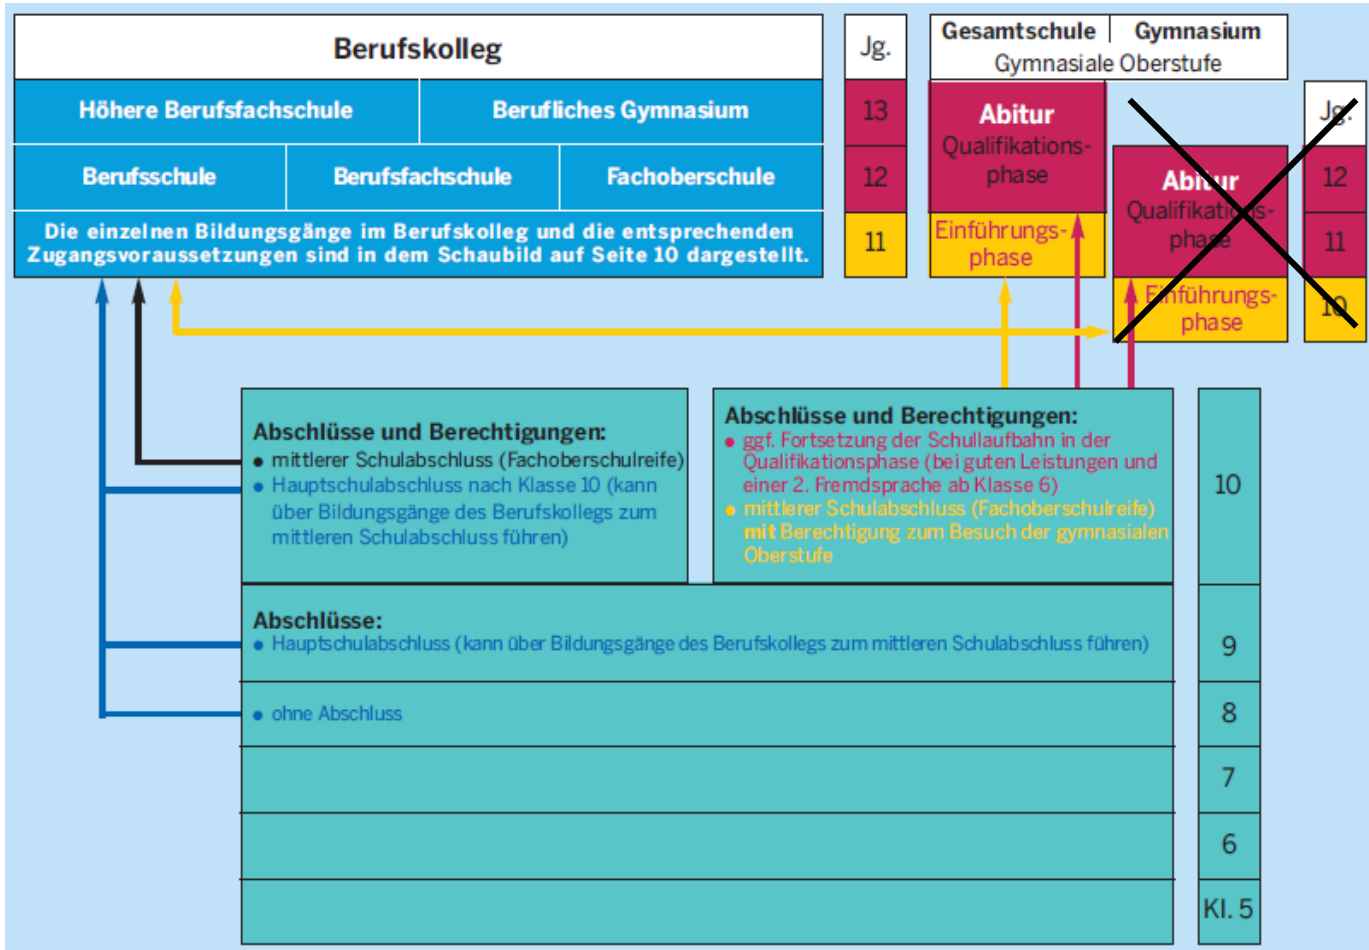 Berufskolleg
Jg.
Gesamtschule | Gymnasium
Gymnasiale Oberstufe
Höhere Berufsfachschule
Berufliches Gymnasium
13
Abitur
Qualifikations-
phase
Jg.
Berufsschule
Berufsfachschule
Fachoberschule
12
Abitur
Qualifikations-
phase
12
Die einzelnen Bildungsgänge im Berufskolleg und die entsprechenden
Zugangsvoraussetzungen sind in dem Schaubild auf Seite 10 dargestellt.
11
Einführungs-
phase
11
Einführungs-
phase
10
Abschlüsse und Berechtigungen:
• mittlerer Schulabschluss (Fachoberschulreife)
• Hauptschulabschluss nach Klasse 10 (kann
über Bildungsgänge des Berufskollegs zum
mittleren Schulabschluss führen)
Abschlüsse und Berechtigungen:
• ggf. Fortsetzung der Schullaufbahn in der
Qualifikationsphase (bei guten Leistungen und
einer 2. Fremdsprache ab Klasse 6)
• mittlerer Schulabschluss (Fachoberschulreife)
mit Berechtigung zum Besuch der gymnasialen
Oberstufe
10
Abschlüsse:
• Hauptschulabschluss (kann über Bildungsgänge des Berufskollegs zum mittleren Schulabschluss führen)
9
• ohne Abschluss
8
7
6
Kl. 5